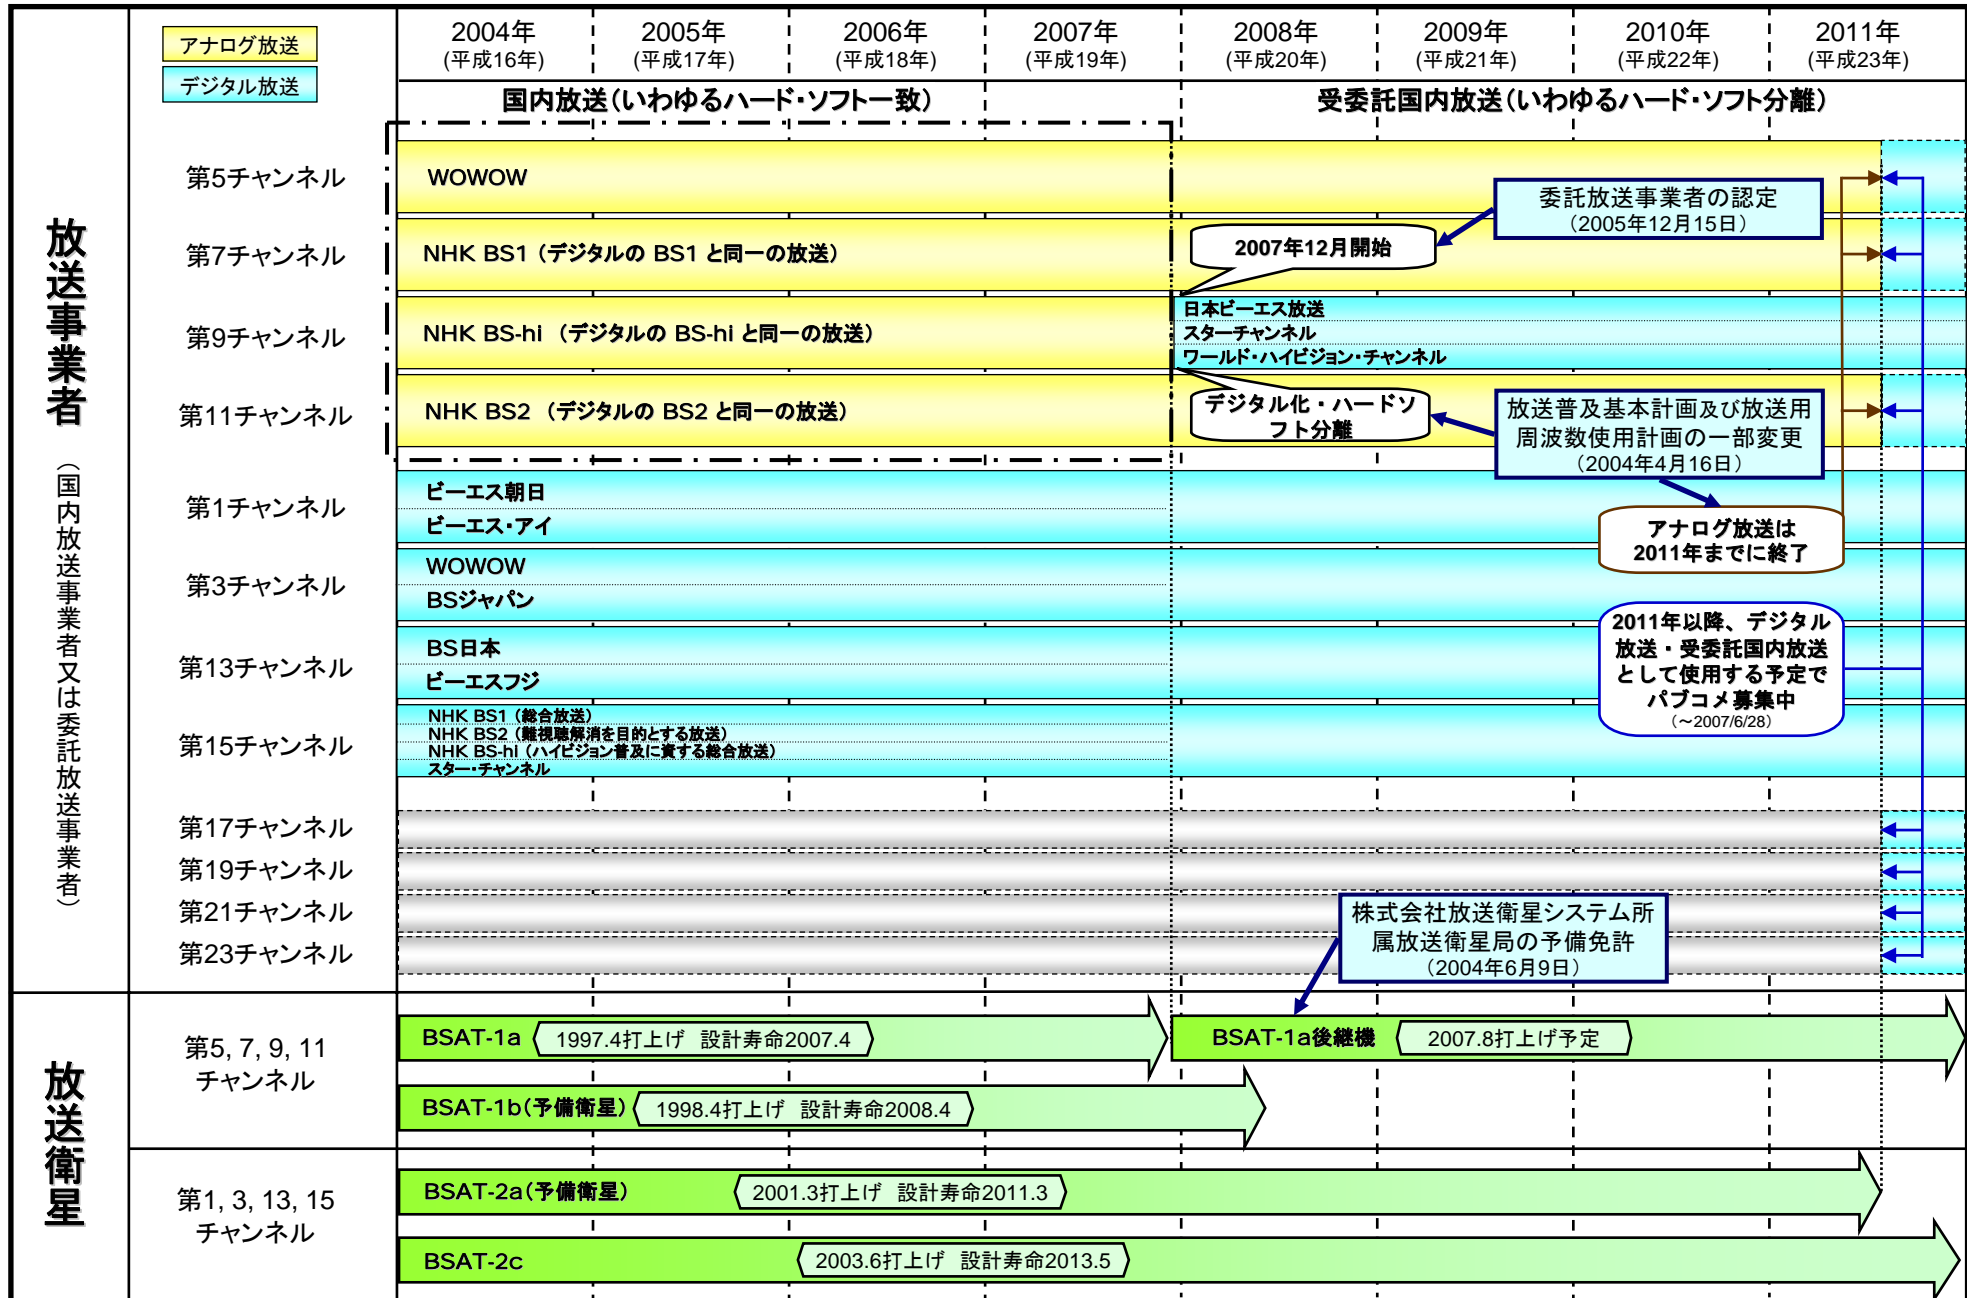 アナログ放送
デジタル放送
2004年
(平成16年)
2005年
(平成17年)
2006年
(平成18年)
2007年
(平成19年)
2008年
(平成20年)
2009年
(平成21年)
2010年
(平成22年)
2011年
(平成23年)
国内放送(いわゆるハード・ソフト一致)
受委託国内放送(いわゆるハード・ソフト分離)
放送事業者
（国内放送事業者又は委託放送事業者）
第5チャンネル
WOWOW
委託放送事業者の認定
（2005年12月15日）
第7チャンネル
NHK BS1 (デジタルの BS1 と同一の放送)
2007年12月開始
第9チャンネル
NHK BS-hi (デジタルの BS-hi と同一の放送)
日本ビーエス放送
スターチャンネル
ワールド・ハイビジョン・チャンネル
第11チャンネル
NHK BS2 (デジタルの BS2 と同一の放送)
デジタル化・ハードソ
フト分離
放送普及基本計画及び放送用
周波数使用計画の一部変更
（2004年4月16日）
第1チャンネル
ビーエス朝日
ビーエス・アイ
アナログ放送は
2011年までに終了
第3チャンネル
WOWOW
BSジャパン
第13チャンネル
BS日本
ビーエスフジ
2011年以降、デジタル
放送・受委託国内放送
として使用する予定で
パブコメ募集中
（～2007/6/28）
第15チャンネル
NHK BS1 (総合放送)
NHK BS2 (難視聴解消を目的とする放送)
NHK BS-hi (ハイビジョン普及に資する総合放送)
スター・チャンネル
第17チャンネル
第19チャンネル
第21チャンネル
第23チャンネル
株式会社放送衛星システム所
属放送衛星局の予備免許
（2004年6月9日）
放送衛星
第5, 7, 9, 11
チャンネル
BSAT-1a
1997.4打上げ 設計寿命2007.4
BSAT-1a後継機
2007.8打上げ予定
BSAT-1b(予備衛星)
1998.4打上げ 設計寿命2008.4
第1, 3, 13, 15
チャンネル
BSAT-2a(予備衛星)
2001.3打上げ 設計寿命2011.3
BSAT-2c
2003.6打上げ 設計寿命2013.5